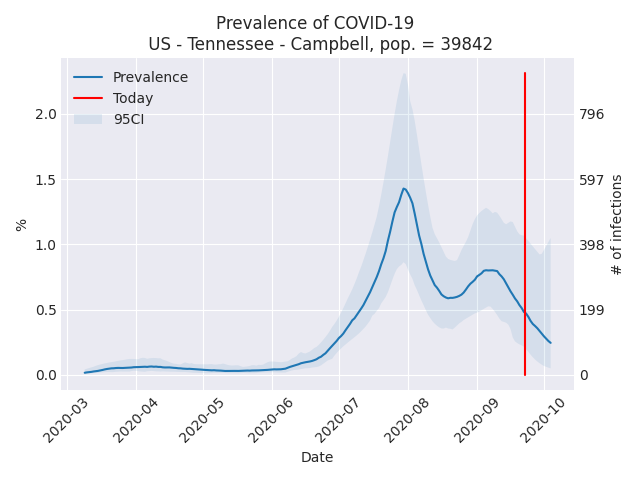 Prevalence of COVID-19
US - Tennessee - Campbell, pop. = 39842
Prevalence
Today
95CI
2.0
1.5
1.0
0.5
0.0
%
796
597
398
199
0
# of infections
2020-03
2020-04
2020-05
2020-06
2020-07
2020-08
2020-09
2020-10
Date